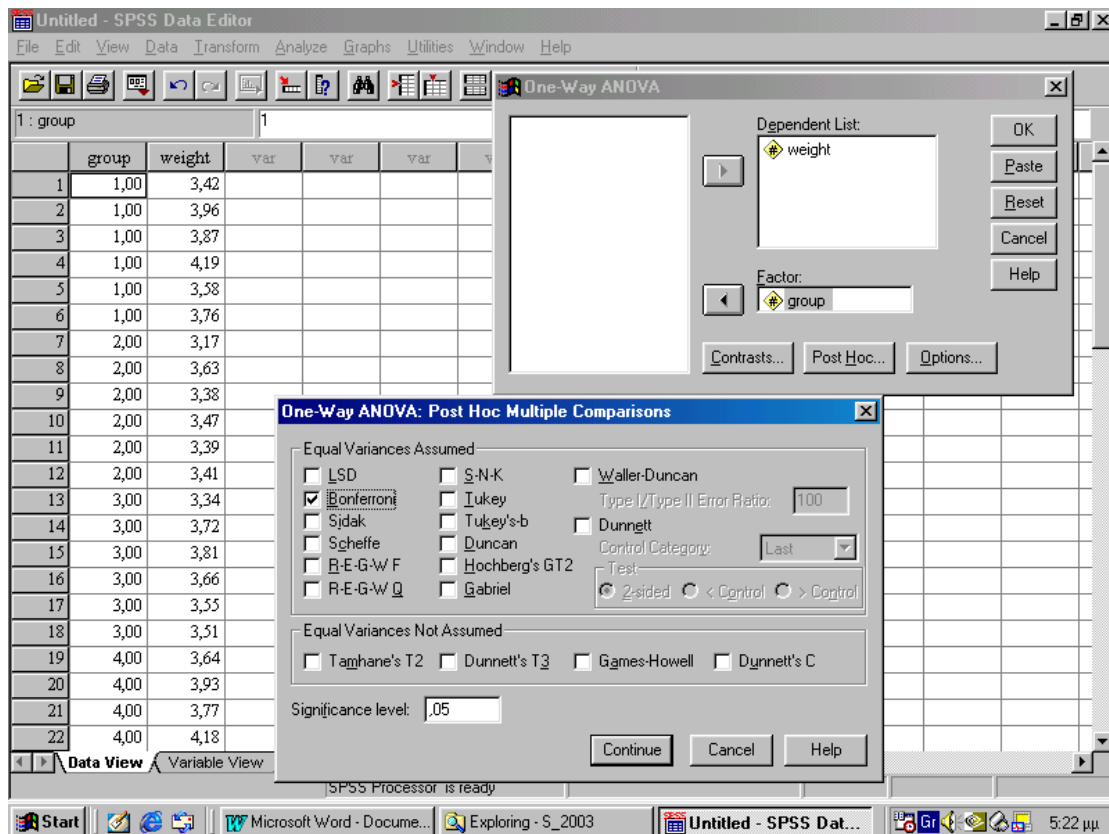 Untitled - SPSS Data Editor
File Edit View Data Transform Analyze Graphs Utilities Window Help
1 : group 1
group weight var var var
1 1,00 3,42
2 1,00 3,96
3 1,00 3,87
4 1,00 4,19
5 1,00 3,58
6 1,00 3,76
7 2,00 3,17
8 2,00 3,63
9 2,00 3,38
10 2,00 3,47
11 2,00 3,39
12 2,00 3,41
13 3,00 3,34
14 3,00 3,72
15 3,00 3,81
16 3,00 3,66
17 3,00 3,55
18 3,00 3,51
19 4,00 3,64
20 4,00 3,93
21 4,00 3,77
22 4,00 4,18
Data View Variable View
SPSS Processor is ready
One-Way ANOVA
Dependent List:
# weight
Factor:
# group
OK
Paste
Reset
Cancel
Help
Contrasts... Post Hoc... Options...
One-Way ANOVA: Post Hoc Multiple Comparisons
Equal Variances Assumed
LSD S-N-K Waller-Duncan
Bonferroni Tukey Type I/Type II Error Ratio: 100
Sidak Tukey's-b Dunnett
Scheffe Duncan Control Category: Last
R-E-G-W F Hochberg's GT2 Test
R-E-G-W Q Gabriel 2-sided < Control > Control
Equal Variances Not Assumed
Tamhane's T2 Dunnett's T3 Games-Howell Dunnett's C
Significance level: ,05
Continue Cancel Help
Start Microsoft Word - Docume... Exploring - S_2003 Untitled - SPSS Dat... Gr 5:22 μμ